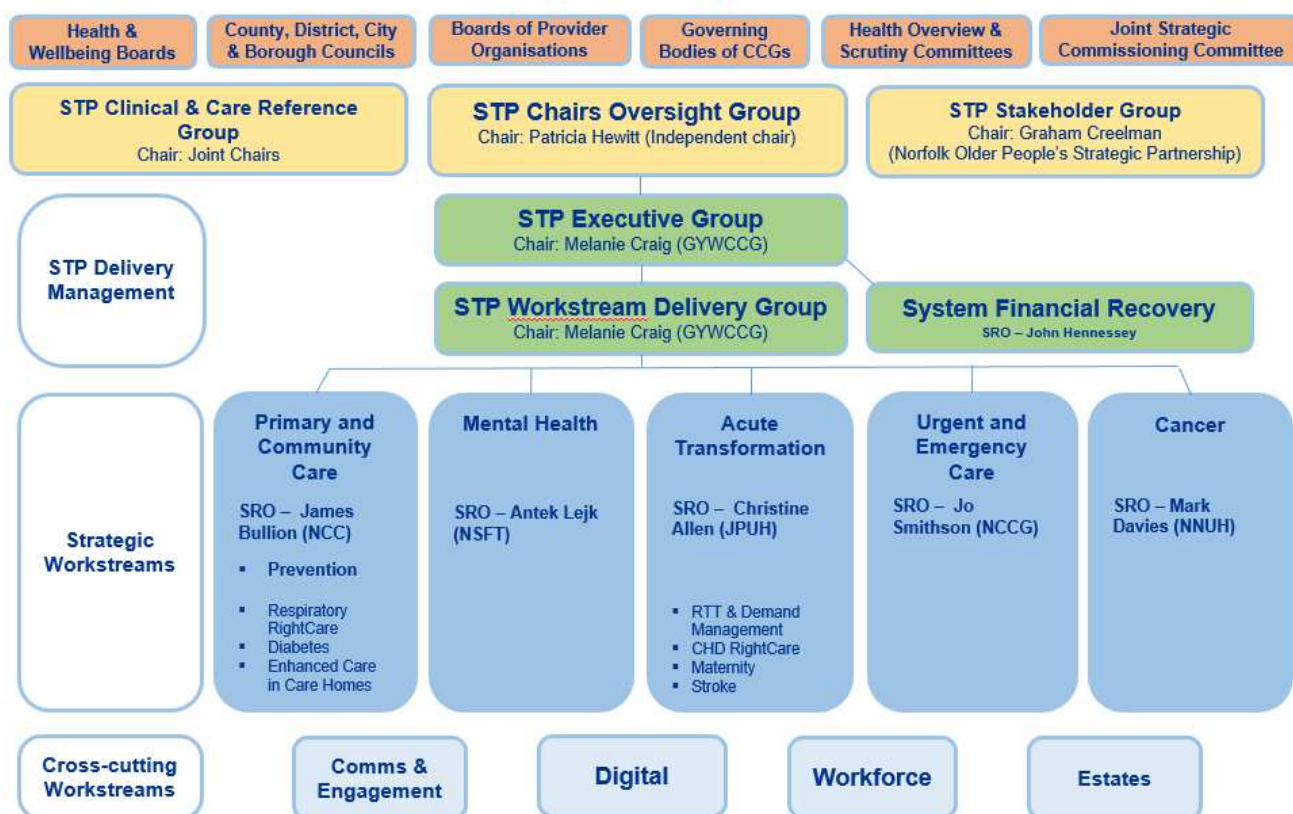 Health &
Wellbeing Boards
County, District, City
& Borough Councils
Boards of Provider
Organisations
Governing
Bodies of CCGs
Health Overview &
Scrutiny Committees
Joint Strategic
Commissioning Committee
STP Clinical & Care Reference
Group
Chair: Joint Chairs
STP Chairs Oversight Group
Chair: Patricia Hewitt (Independent chair)
STP Stakeholder Group
Chair: Graham Creelman
(Norfolk Older People's Strategic Partnership)
STP Delivery
Management
STP Executive Group
Chair: Melanie Craig (GYWCCG)
STP Workstream Delivery Group
Chair: Melanie Craig (GYWCCG)
System Financial Recovery
SRO – John Hennessey
Strategic
Workstreams
Primary and
Community
Care
SRO – James
Bullion (NCC)
▪ Prevention
▪ Respiratory
RightCare
▪ Diabetes
▪ Enhanced Care
in Care Homes
Mental Health
SRO – Antek Lejk
(NSFT)
Acute
Transformation
SRO – Christine
Allen (JPUH)
▪ RTT & Demand
Management
▪ CHD RightCare
▪ Maternity
▪ Stroke
Urgent and
Emergency
Care
SRO – Jo
Smithson (NCCG)
Cancer
SRO – Mark
Davies (NNUH)
Cross-cutting
Workstreams
Comms &
Engagement
Digital
Workforce
Estates